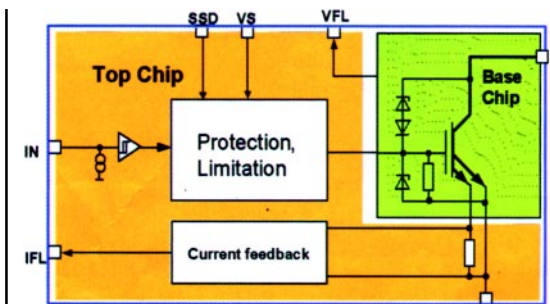 SSD VS VFL
Top Chip
Base
Chip
IN
Protection,
Limitation
IFL
Current feedback